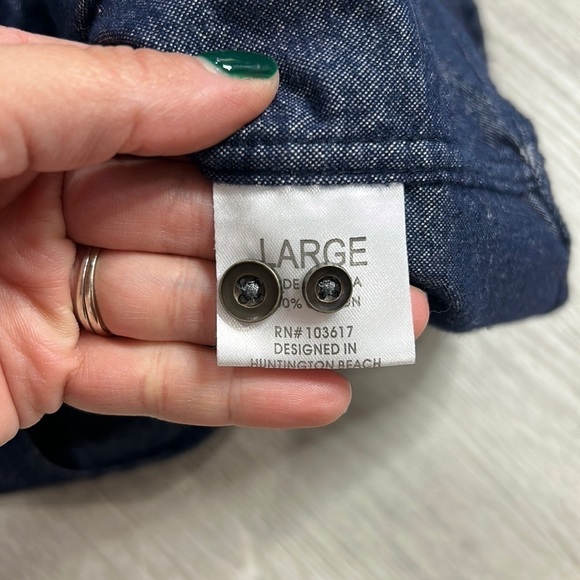 LARGE
RN# 103617
DESIGNED IN
HUNTINGTON BEACH